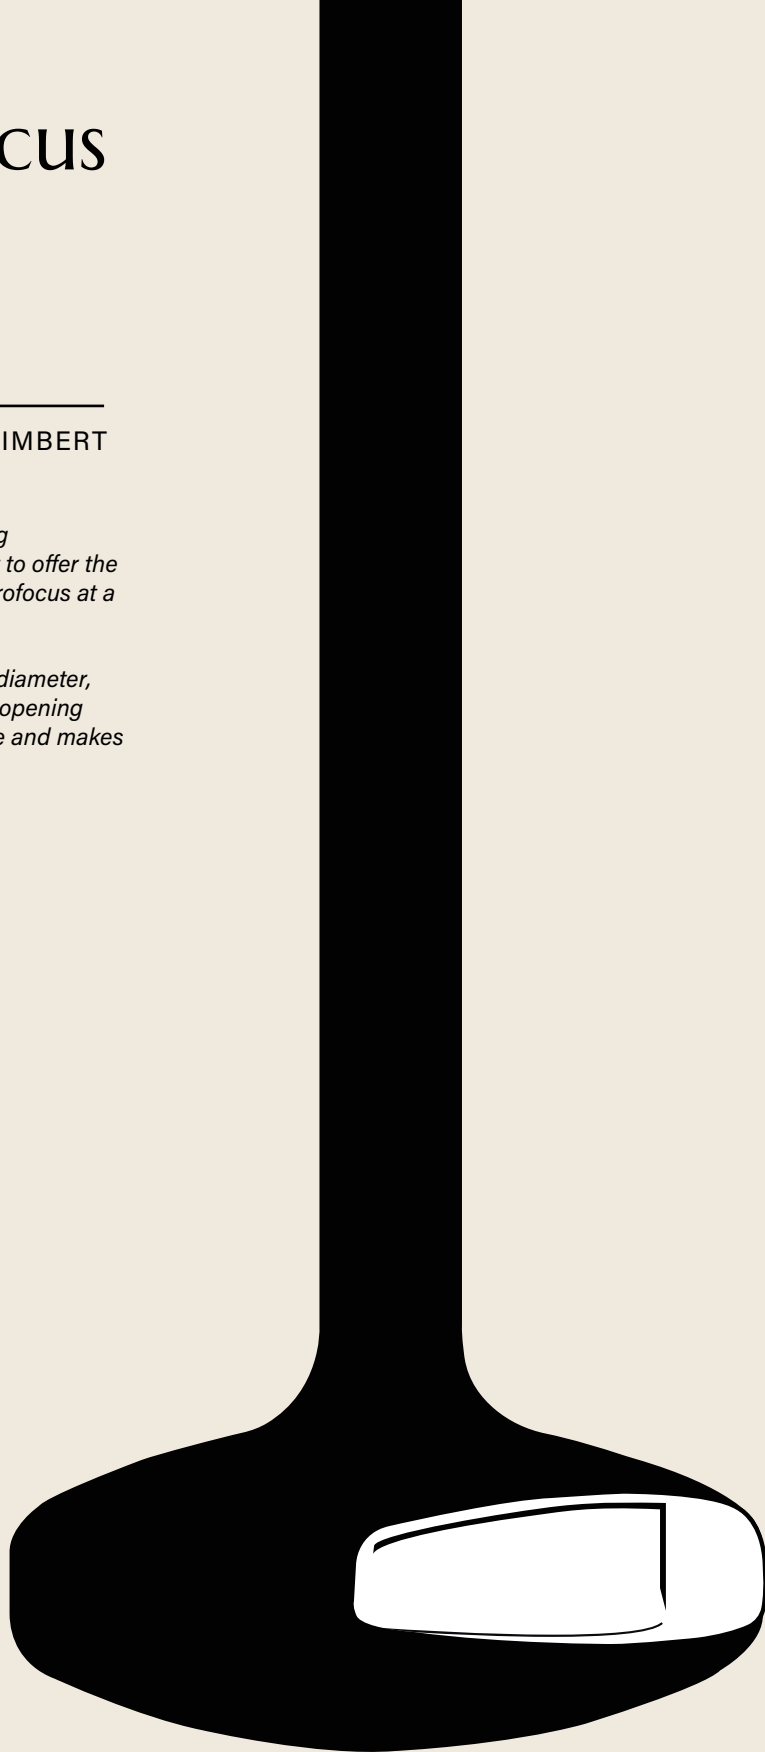 cus
IMBERT
g
to offer the
rofocus at a
diameter,
opening
e and makes